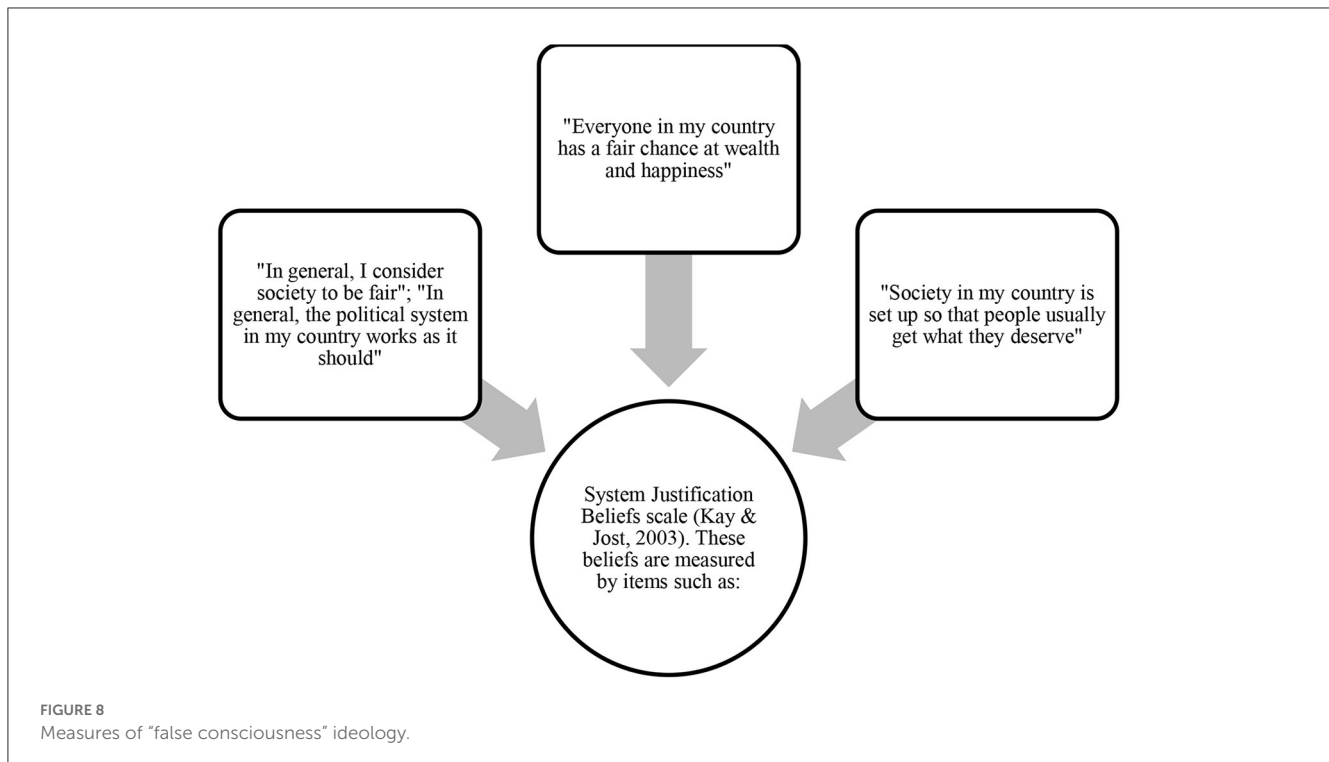 "Everyone in my country
has a fair chance at wealth
and happiness"
"In general, I consider
society to be fair"; "In
general, the political system
in my country works as it
should"
"Society in my country is
set up so that people usually
get what they deserve"
System Justification
Beliefs scale (Kay &
Jost, 2003). These
beliefs are measured
by items such as:
FIGURE 8
Measures of "false consciousness" ideology.